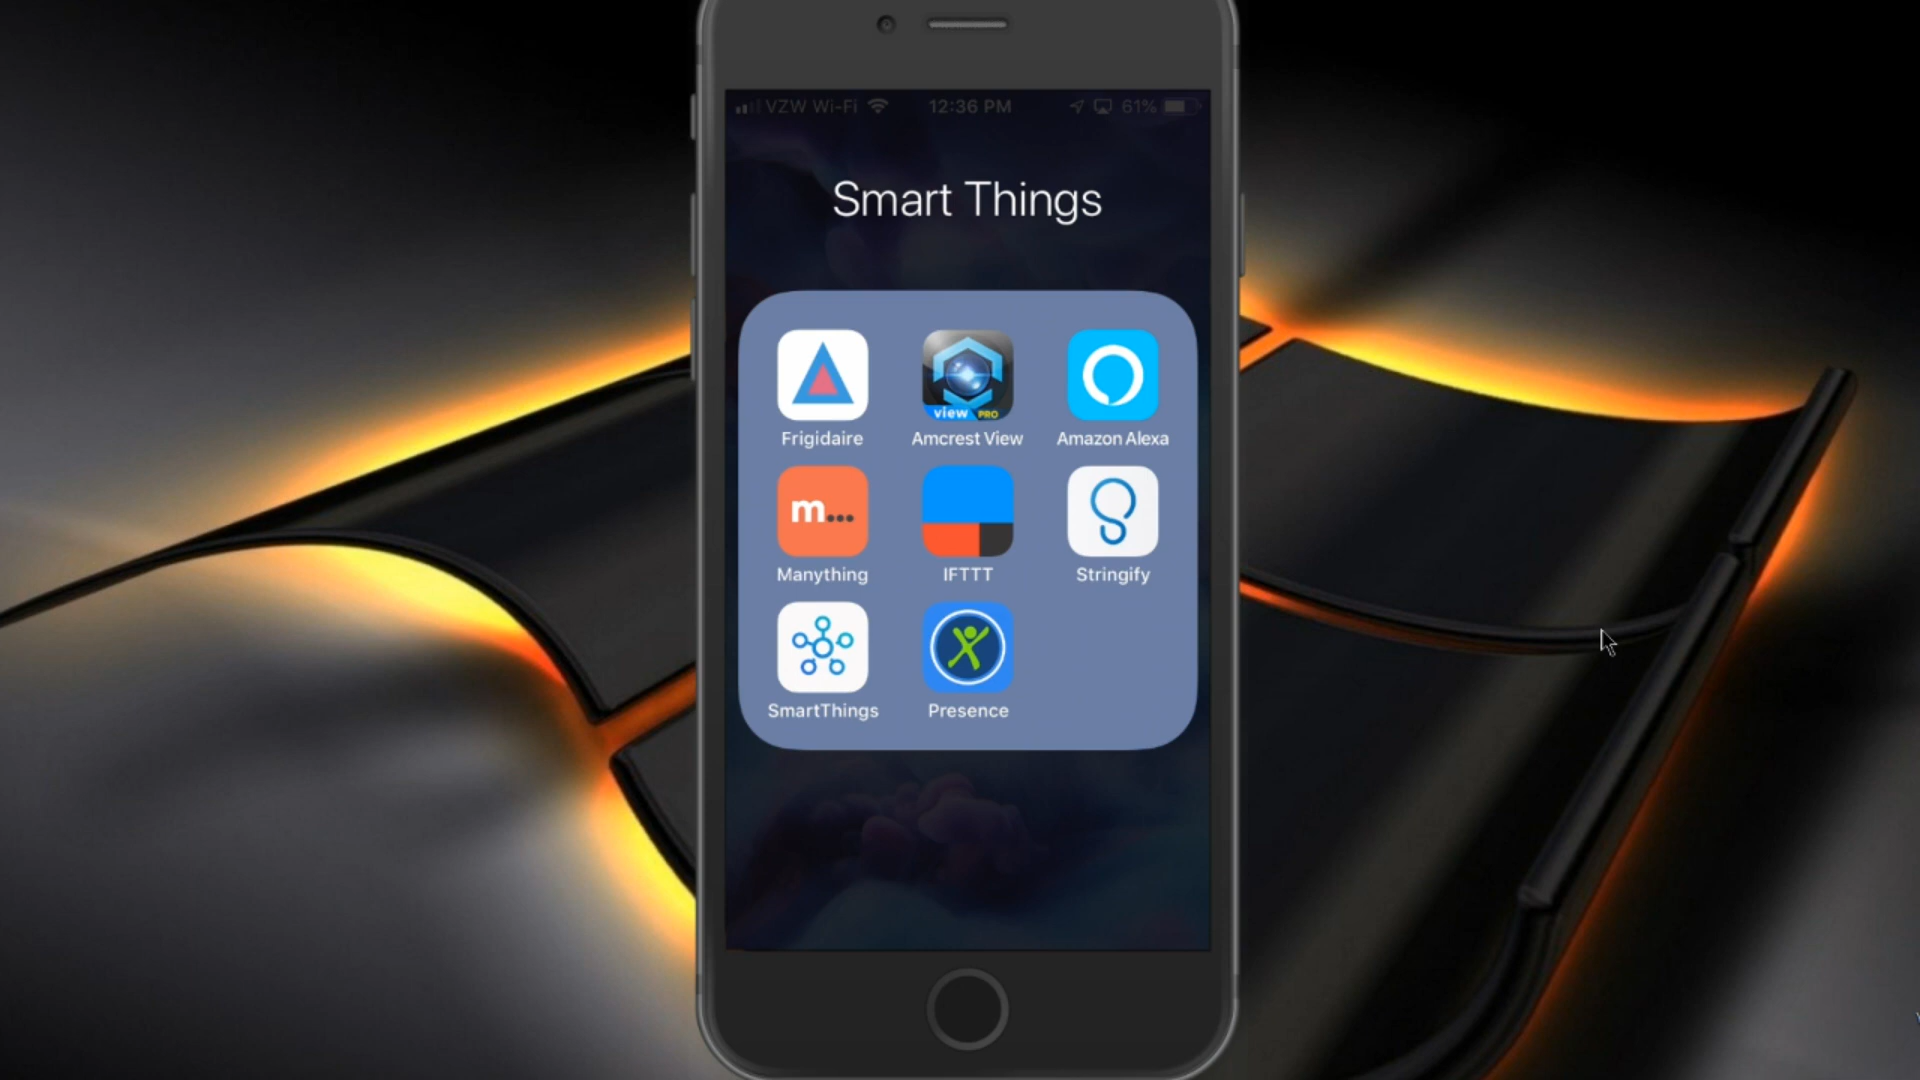 VZW Wi-Fi 12:36 PM 61%
Smart Things
view PRO
Frigidaire Amcrest View Amazon Alexa
m...
Manything IFTTT Stringify
SmartThings Presence